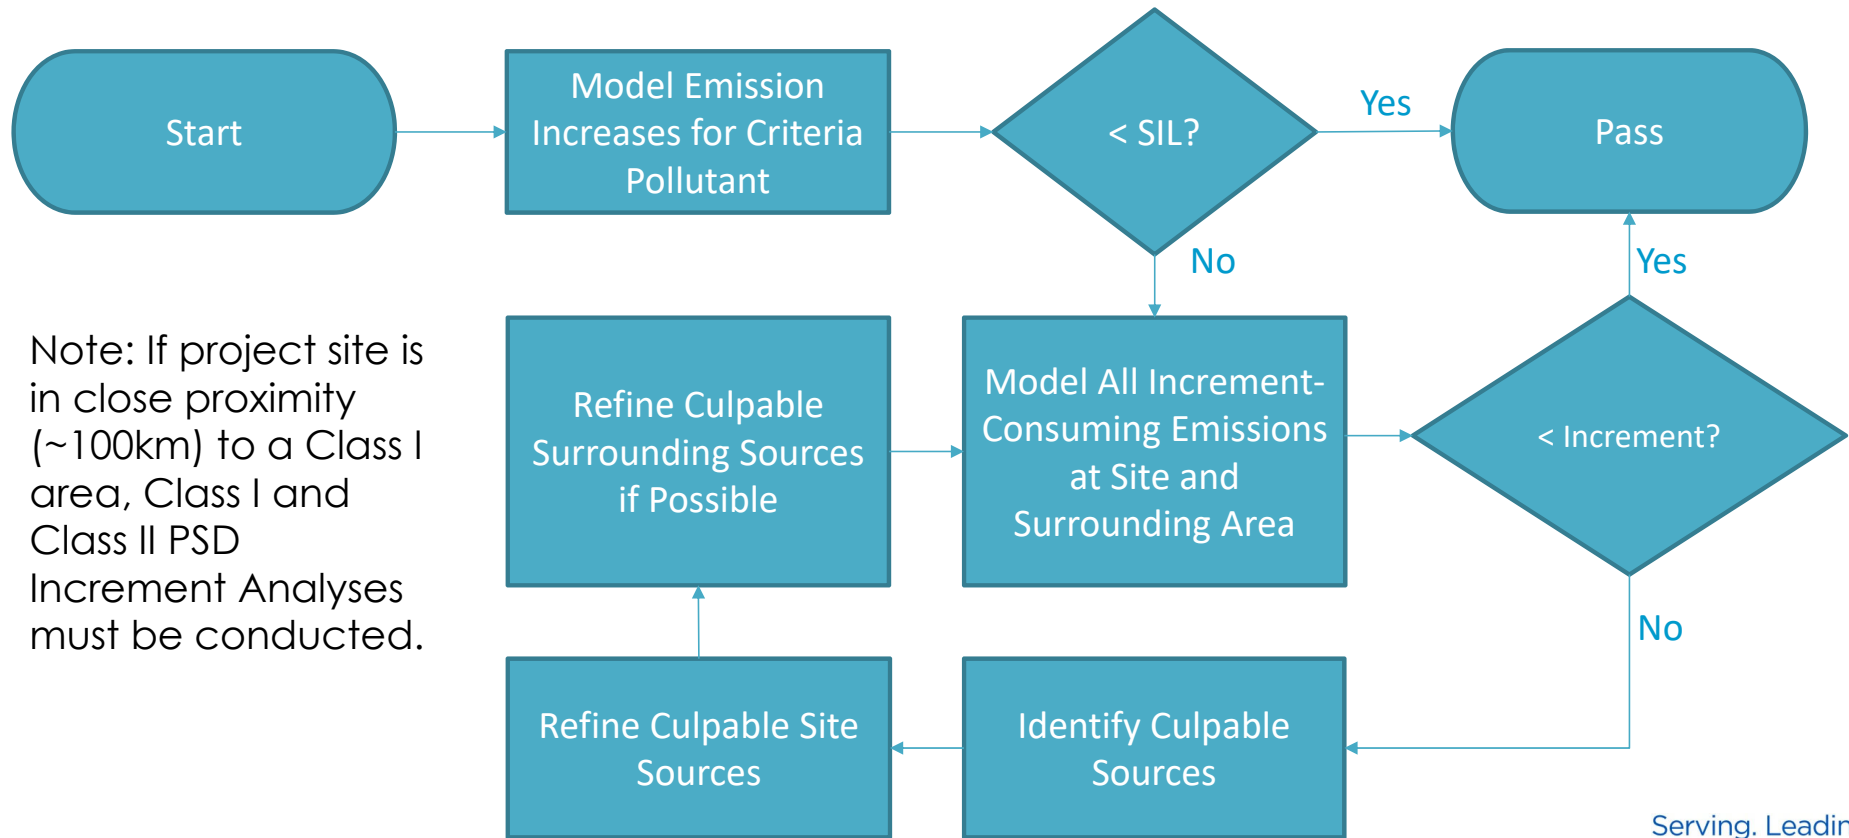 Start
Model Emission
Increases for Criteria
Pollutant
< SIL?
Yes
Pass
No
Yes
Note: If project site is
in close proximity
(~100km) to a Class I
area, Class I and
Class II PSD
Increment Analyses
must be conducted.
Refine Culpable
Surrounding Sources
if Possible
Model All Increment-
Consuming Emissions
at Site and
Surrounding Area
< Increment?
No
Refine Culpable Site
Sources
Identify Culpable
Sources
Serving. Leadin